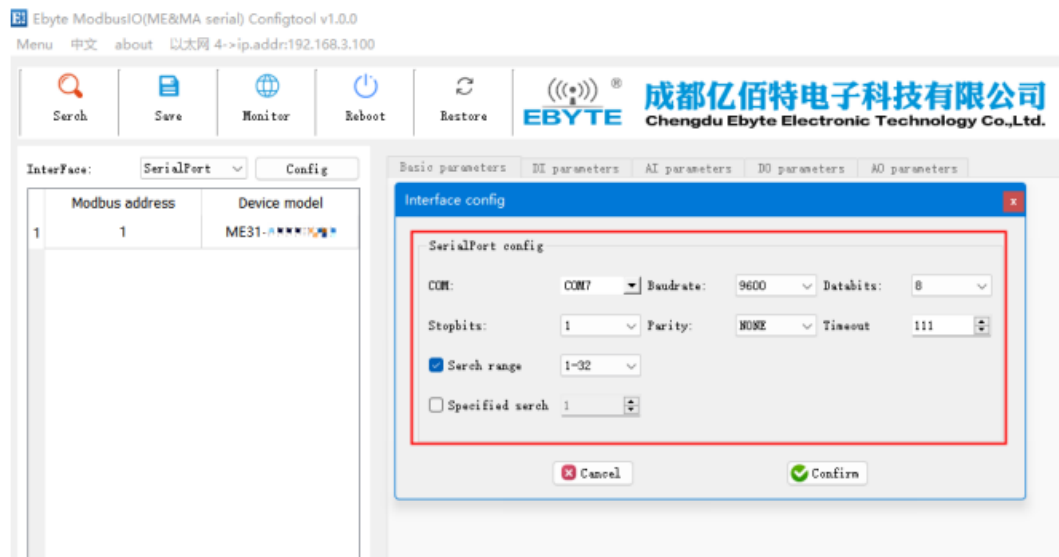 Ebyte ModbusIO(ME&MA serial) Configtool v1.0.0
Menu 中文 about 以太网 4->ip.addr:192.168.3.100
Serch Save Monitor Reboot Restore
((( ))) ®
EBYTE
成都亿佰特电子科技有限公司
Chengdu Ebyte Electronic Technology Co.,Ltd.
InterFace: SerialPort Config
Basic parameters DI parameters AI parameters DO parameters AO parameters
Modbus address Device model
1 1 ME31-
Interface config
x
SerialPort config
COM: COM7 Baudrate: 9600 Databits: 8
Stopbits: 1 Parity: NONE Timeout 111
Serch range 1-32
Specified serch 1
Cancel Confirm